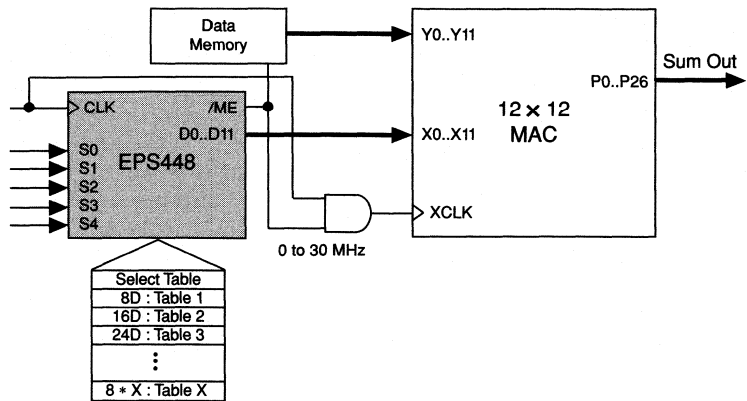 Data
Memory
Y0..Y11
Sum Out
P0..P26
CLK
/ME
12 × 12
MAC
D0..D11
X0..X11
EPS448
S0
S1
S2
S3
S4
XCLK
0 to 30 MHz
Select Table
8D : Table 1
16D : Table 2
24D : Table 3
⋮
8 * X : Table X